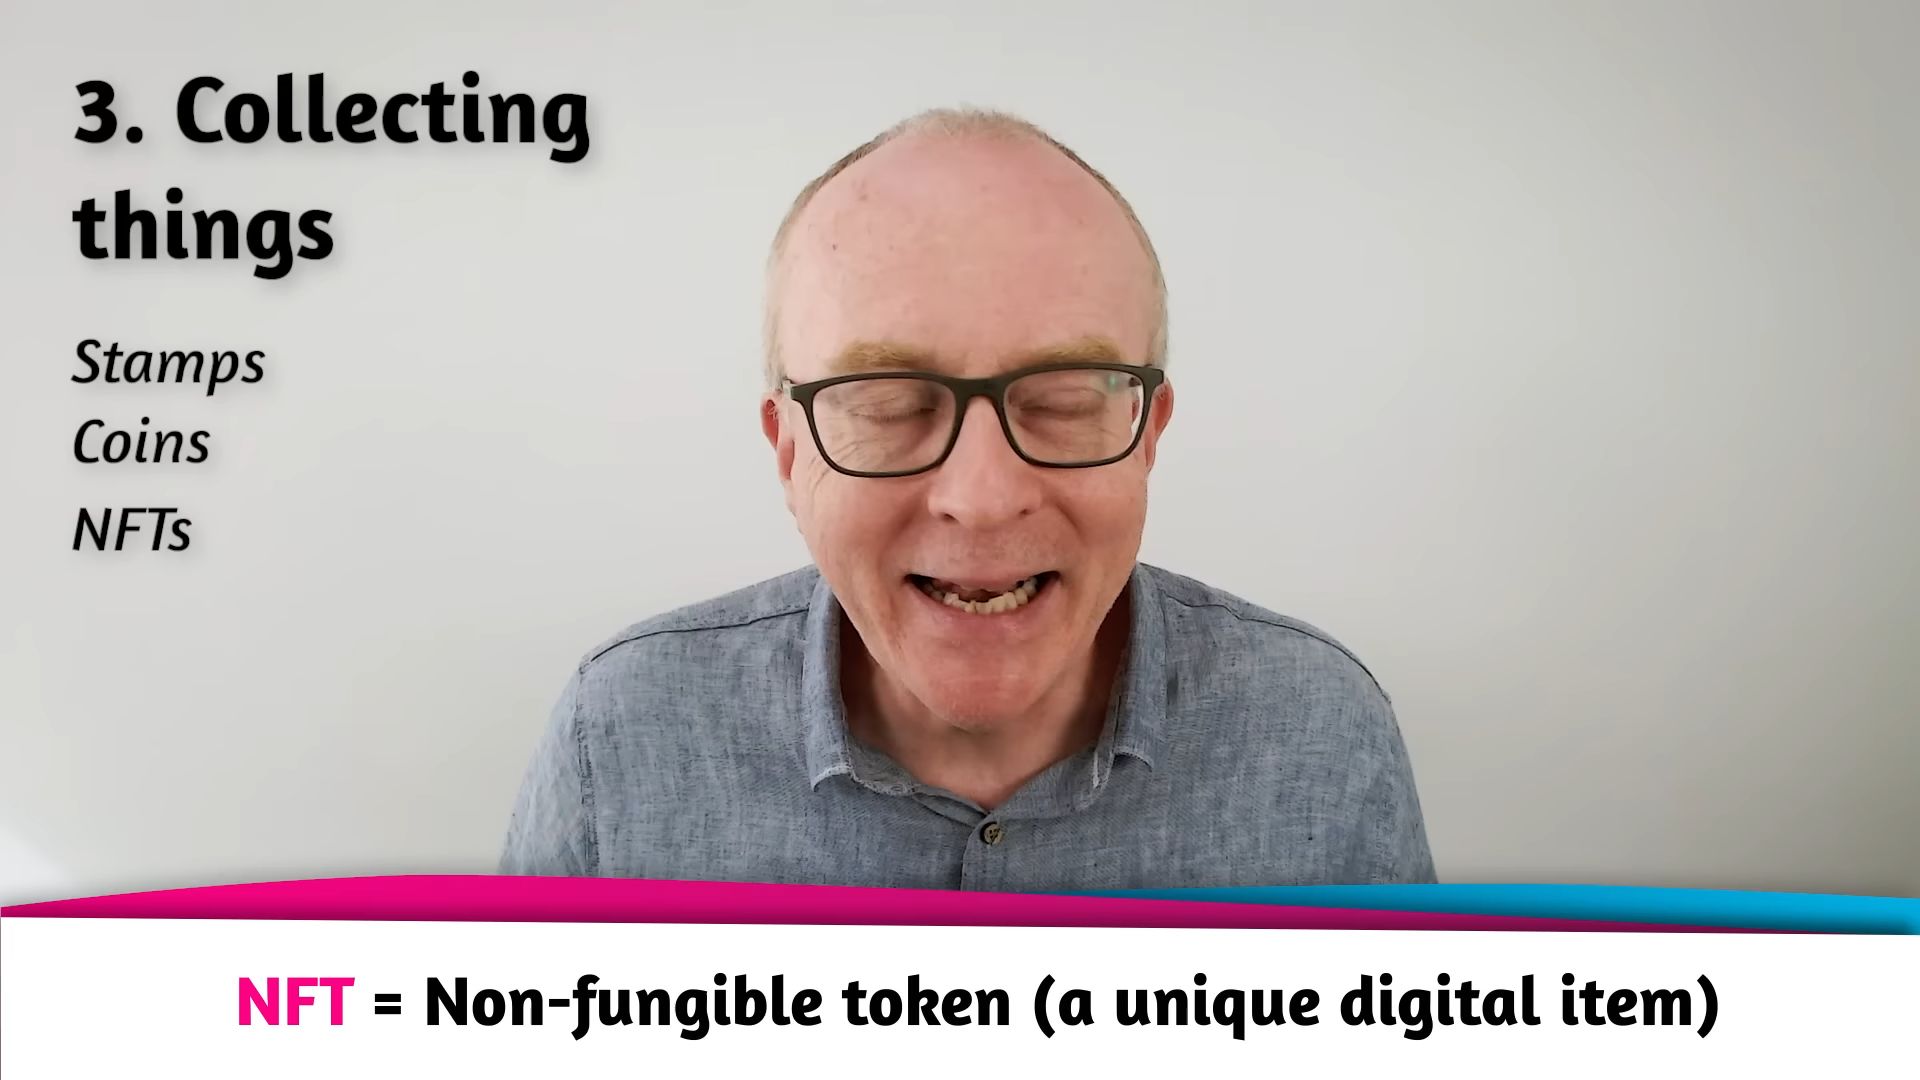 3. Collecting
things
Stamps
Coins
NFTs
NFT = Non-fungible token (a unique digital item)